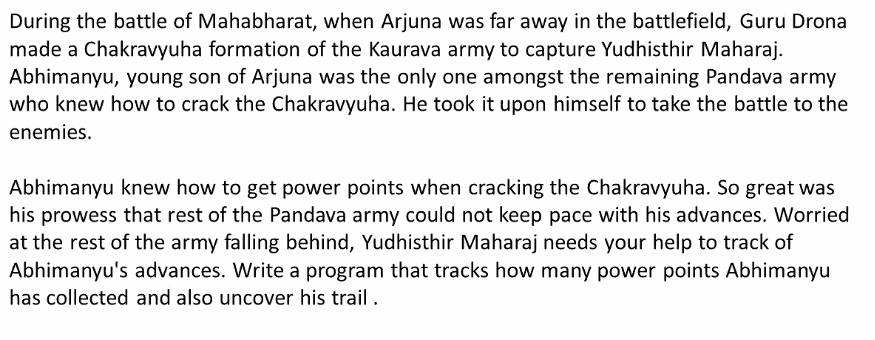 During the battle of Mahabharat, when Arjuna was far away in the battlefield, Guru Drona
made a Chakravyuha formation of the Kaurava army to capture Yudhisthir Maharaj.
Abhimanyu, young son of Arjuna was the only one amongst the remaining Pandava army
who knew how to crack the Chakravyuha. He took it upon himself to take the battle to the
enemies.
Abhimanyu knew how to get power points when cracking the Chakravyuha. So great was
his prowess that rest of the Pandava army could not keep pace with his advances. Worried
at the rest of the army falling behind, Yudhisthir Maharaj needs your help to track of
Abhimanyu's advances. Write a program that tracks how many power points Abhimanyu
has collected and also uncover his trail .